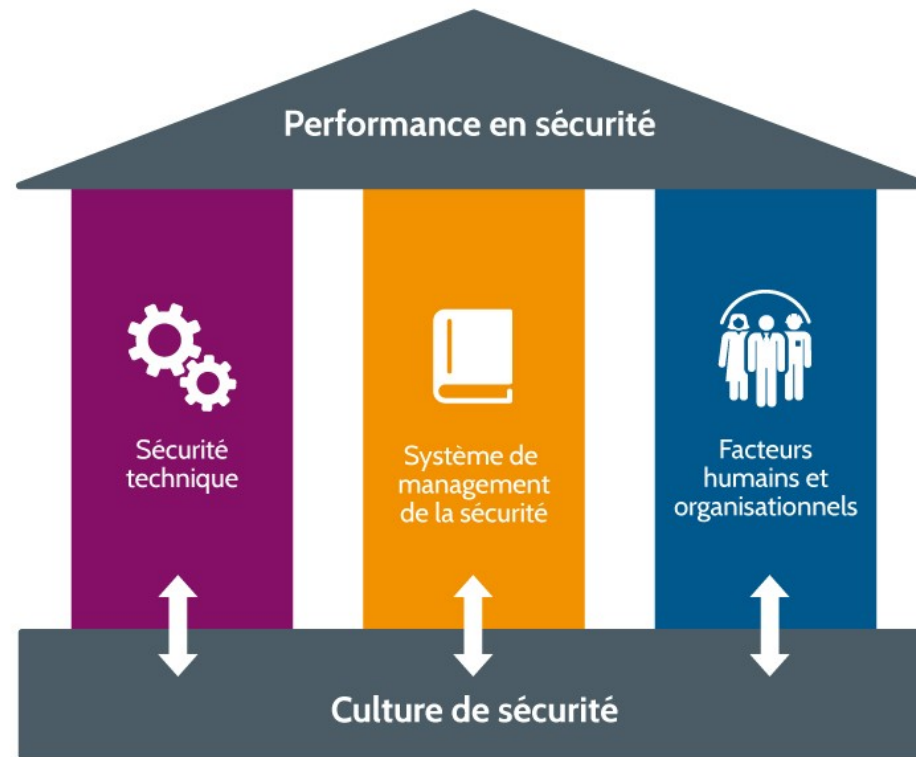 Performance en sécurité
Sécurité
technique
Système de
management
de la sécurité
Facteurs
humains et
organisationnels
Culture de sécurité